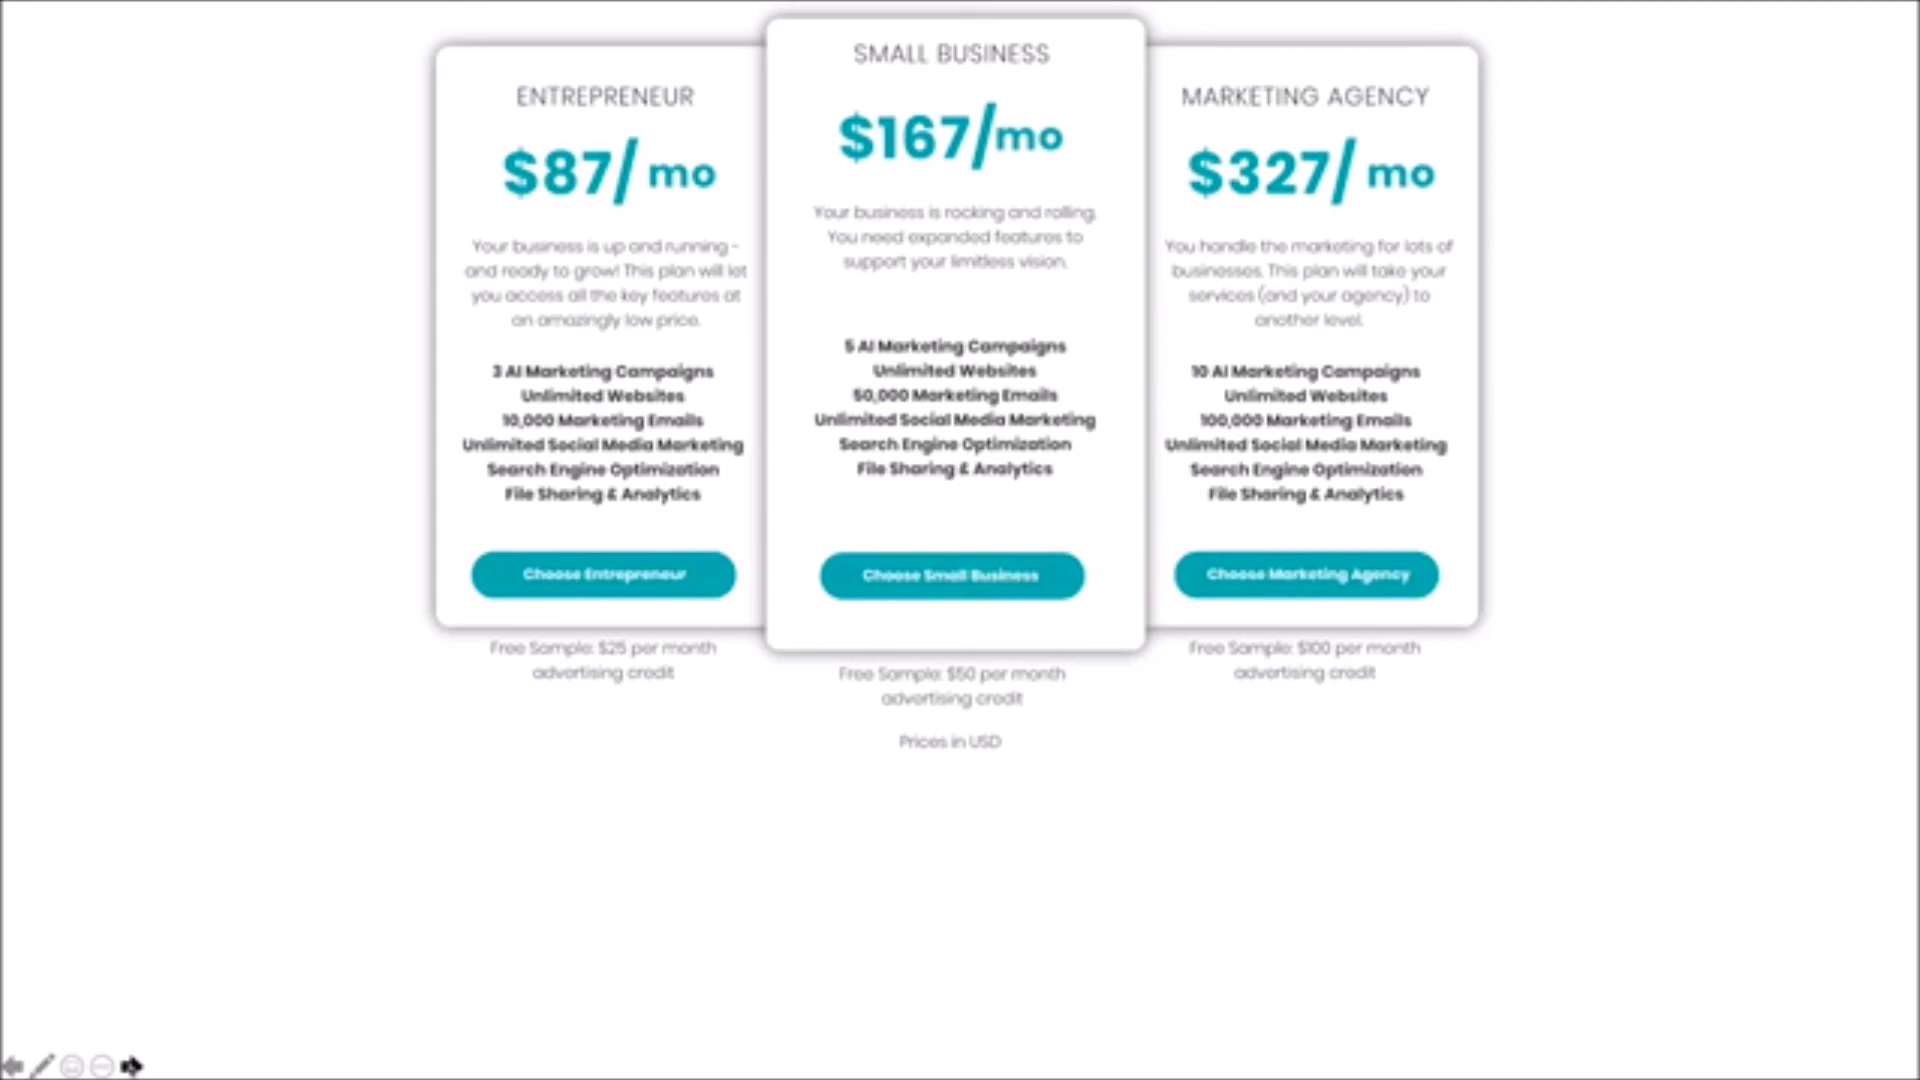 ENTREPRENEUR
$87/ mo
Your business is up and running -
and ready to grow! This plan will let
you access all the key features at
an amazingly low price.
3 AI Marketing Campaigns
Unlimited Websites
10,000 Marketing Emails
Unlimited Social Media Marketing
Search Engine Optimization
File Sharing & Analytics
Choose Entrepreneur
Free Sample: $25 per month
advertising credit
SMALL BUSINESS
$167/mo
Your business is rocking and rolling.
You need expanded features to
support your limitless vision.
5 AI Marketing Campaigns
Unlimited Websites
50,000 Marketing Emails
Unlimited Social Media Marketing
Search Engine Optimization
File Sharing & Analytics
Choose Small Business
Free Sample: $50 per month
advertising credit
Prices in USD
MARKETING AGENCY
$327/ mo
You handle the marketing for lots of
businesses. This plan will take your
services (and your agency) to
another level.
10 AI Marketing Campaigns
Unlimited Websites
100,000 Marketing Emails
Unlimited Social Media Marketing
Search Engine Optimization
File Sharing & Analytics
Choose Marketing Agency
Free Sample: $100 per month
advertising credit